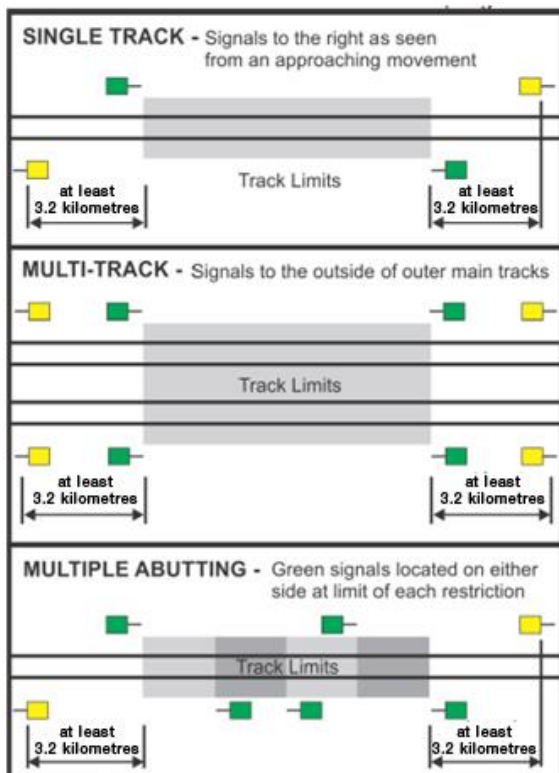 SINGLE TRACK - Signals to the right as seen
from an approaching movement
at least
3.2 kilometres
Track Limits
at least
3.2 kilometres
MULTI-TRACK - Signals to the outside of outer main tracks
Track Limits
at least
3.2 kilometres
at least
3.2 kilometres
MULTIPLE ABUTTING - Green signals located on either
side at limit of each restriction
Track Limits
at least
3.2 kilometres
at least
3.2 kilometres